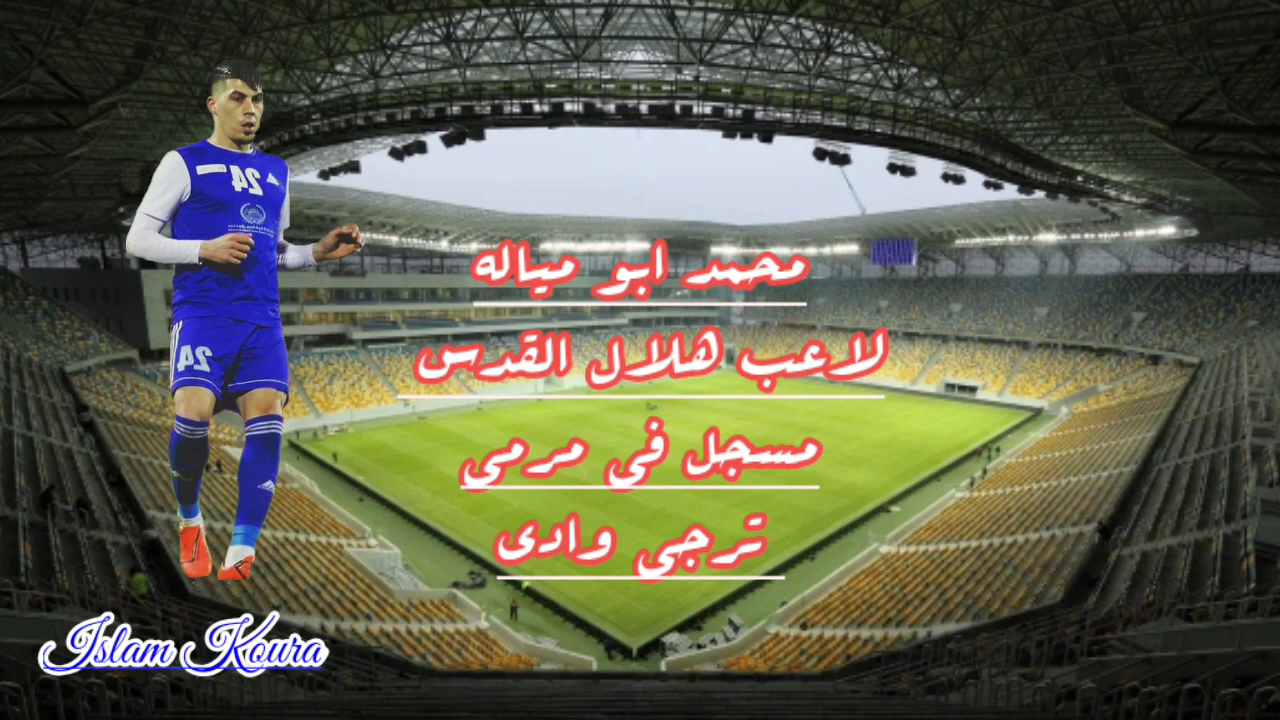 محمد ابو مياله
لاعب هلال القدس
مسجل في مرمى
ترجي وادى
24
24
Islam Koura